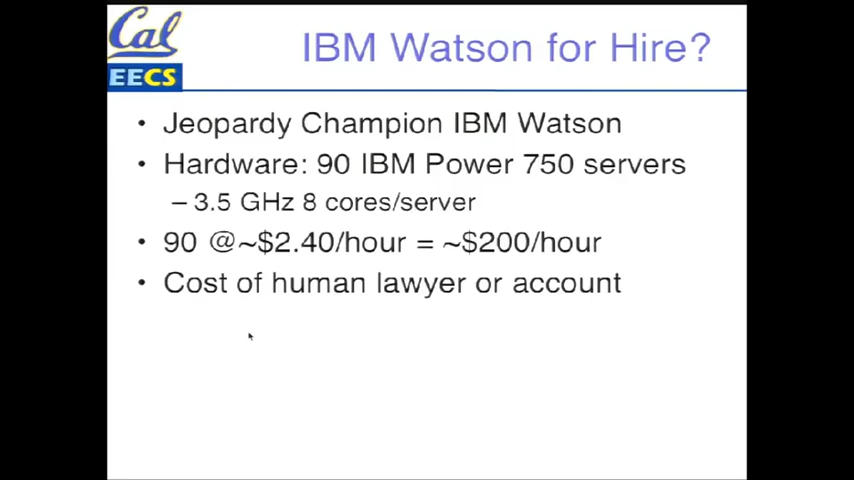 Cal
EECS
IBM Watson for Hire?
• Jeopardy Champion IBM Watson
• Hardware: 90 IBM Power 750 servers
– 3.5 GHz 8 cores/server
• 90 @~$2.40/hour = ~$200/hour
• Cost of human lawyer or account